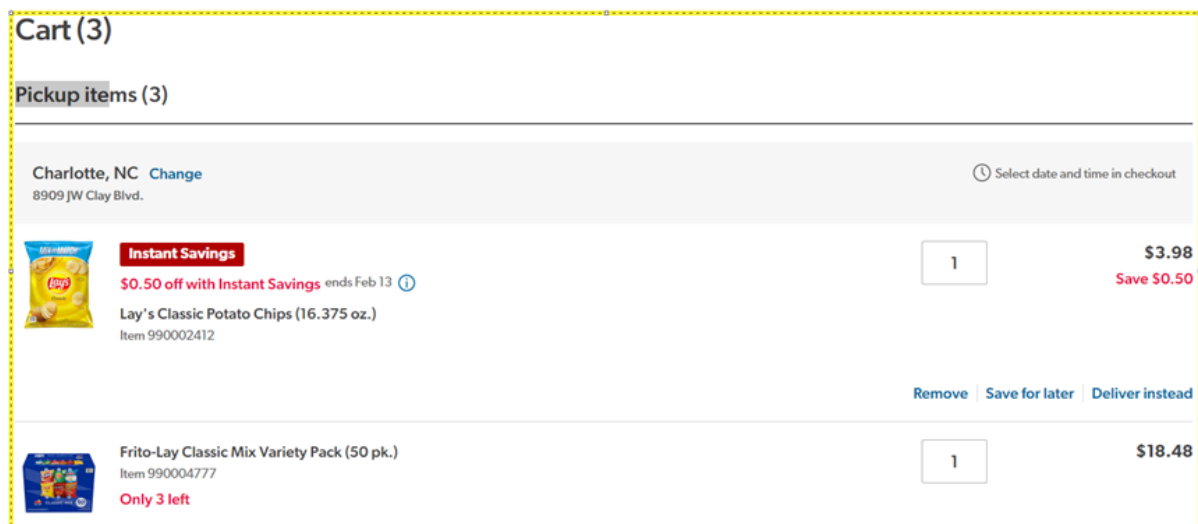 Cart (3)
Pickup items (3)
Charlotte, NC Change
Select date and time in checkout
8909 JW Clay Blvd.
Instant Savings
1
$3.98
$0.50 off with Instant Savings ends Feb 13
Save $0.50
Lay's
Classic
Lay's Classic Potato Chips (16.375 oz.)
Item 990002412
Remove
Save for later
Deliver instead
Frito-Lay Classic Mix Variety Pack (50 pk.)
1
$18.48
Item 990004777
Only 3 left